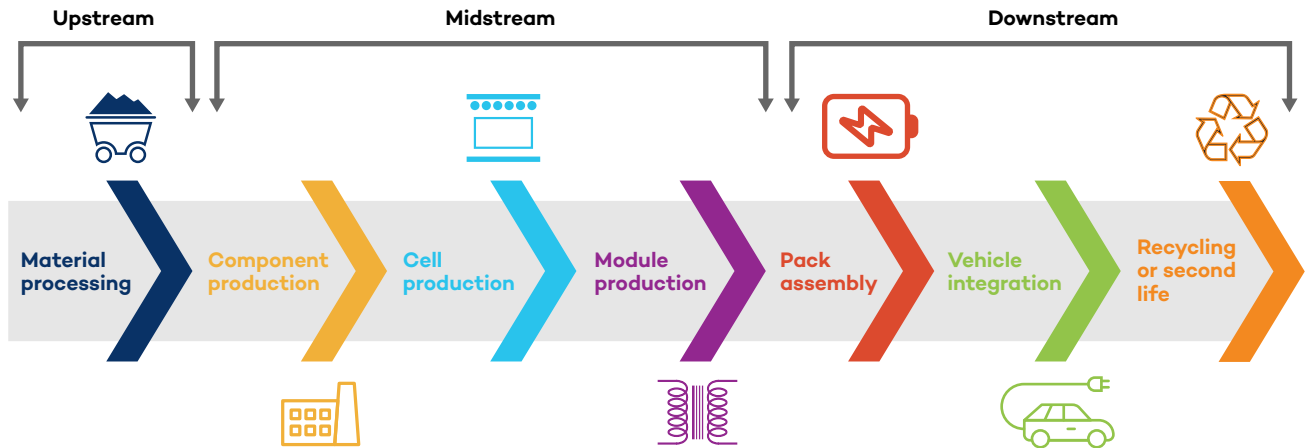 Upstream
Midstream
Downstream
Material
processing
Component
production
Cell
production
Module
production
Pack
assembly
Vehicle
integration
Recycling
or second
life